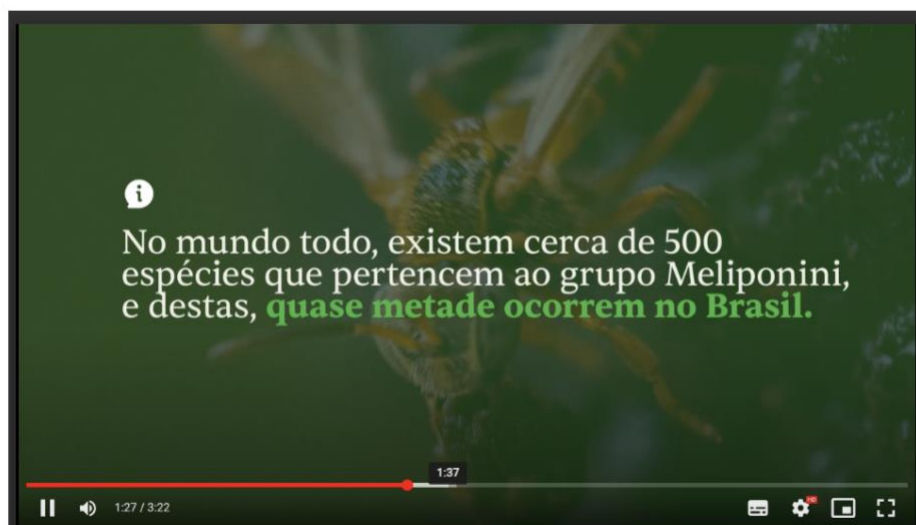 i
No mundo todo, existem cerca de 500
espécies que pertencem ao grupo Meliponini,
e destas, quase metade ocorrem no Brasil.
1:37
1:27 / 3:22
HD